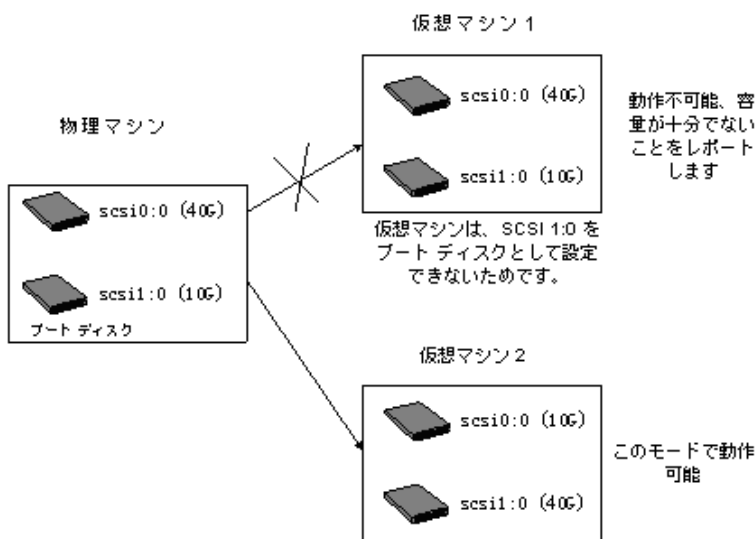 物理マシン
scsi0:0 (40G)
scsi1:0 (10G)
ブート ディスク
仮想マシン 1
scsi0:0 (40G)
scsi1:0 (10G)
仮想マシンは、SCSI 1:0 を
ブート ディスクとして設定
できないためです。
動作不可能、容
量が十分でない
ことをレポート
します
仮想マシン 2
scsi0:0 (10G)
scsi1:0 (40G)
このモードで動作
可能